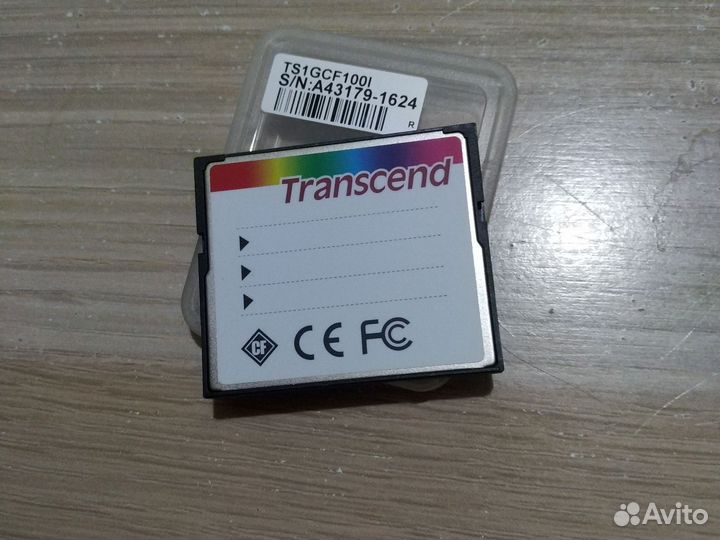 TS1GCF100I
S/N:A43179-1624
R
Transcend
CF CE FC
Avito